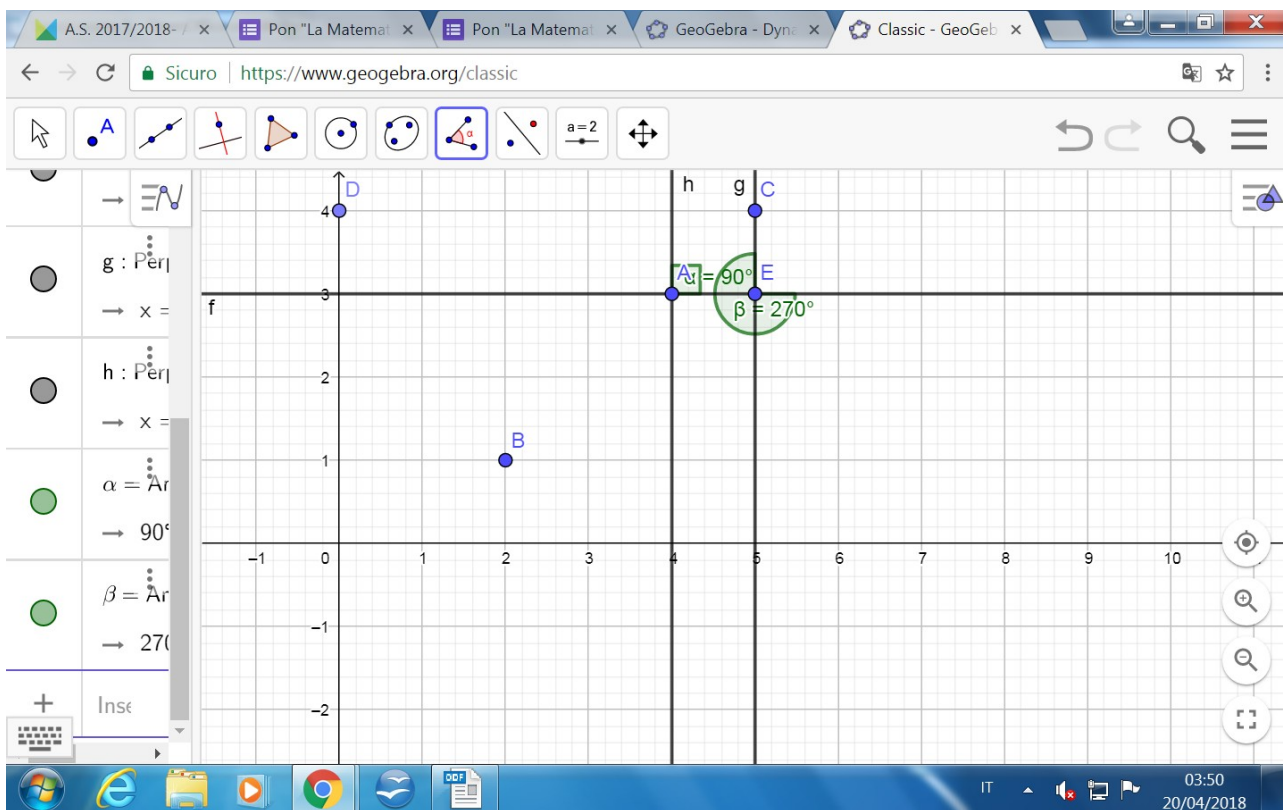 A.S. 2017/2018- /
Pon "La Matemat
Pon "La Matemat
GeoGebra - Dyna
Classic - GeoGeb
Sicuro | https://www.geogebra.org/classic
A
α
a=2
→
g : Perp
→ x =
h : Perp
→ x =
α = An
→ 90°
β = An
→ 270
+ Inse
D
h g C
4
A α = 90° E
f 3
β = 270°
2
B
1
−1 0 1 2 3 4 5 6 7 8 9 10
−1
−2
ODF
IT
03:50
20/04/2018